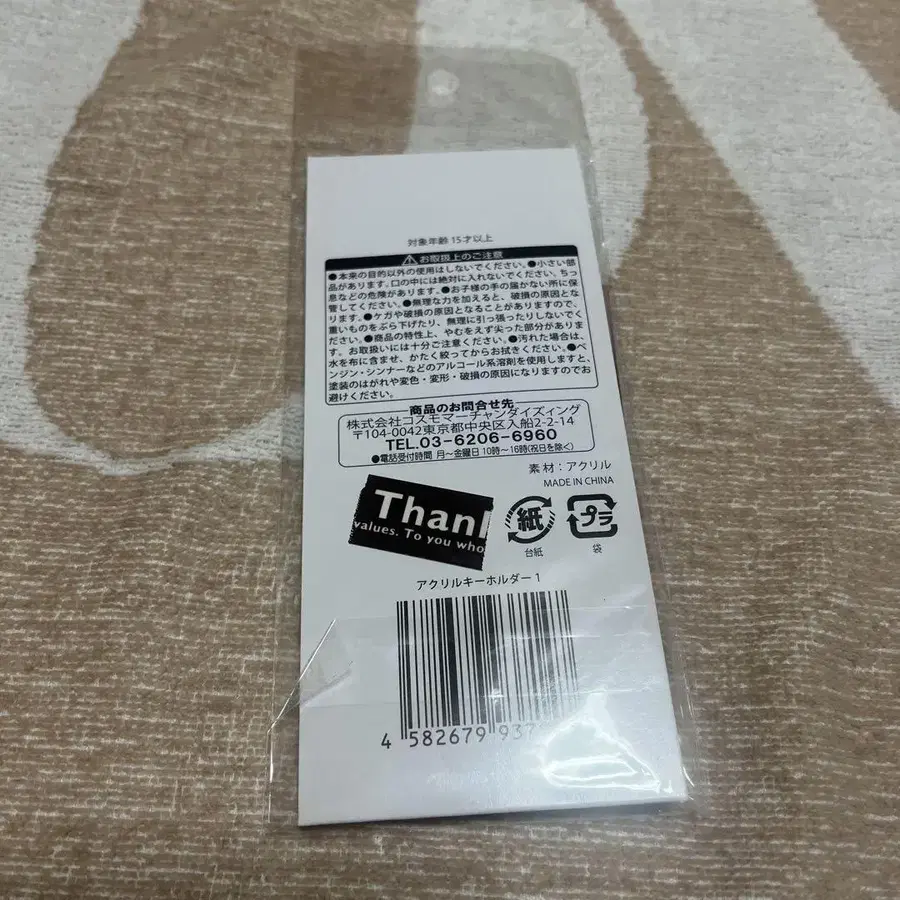 対象年齢 15才以上
お取扱上のご注意
●本来の目的以外の使用はしないでください。●小さい部
品があります。口の中には絶対に入れないでください。ちっ
息などの危険があります。●お子様の手の届かない所に保
管してください。●無理な力を加えると、破損の原因となり
ます。●ケガや破損の原因となることがありますので、
重いものをぶら下げたり、無理に引っ張ったりしないでく
ださい。●商品の特性上、やむをえず尖った部分がありま
す。お取扱いには十分ご注意ください。●汚れた場合は、
水を布に含ませ、かたく絞ってからお拭きください。●ベ
ンジン・シンナーなどのアルコール系溶剤を使用しますと、
塗装のはがれや変色・変形・破損の原因になりますのでお
避けください。
商品のお問合せ先
株式会社コスモマーチャンダイズィング
〒104-0042東京都中央区入船2-2-14
TEL.03-6206-6960
●電話受付時間 月〜金曜日 10時〜16時(祝日を除く)
素材：アクリル
MADE IN CHINA
Thanl
values. To you who
紙
台紙
プラ
袋
アクリルキーホルダー 1
4 582679 937